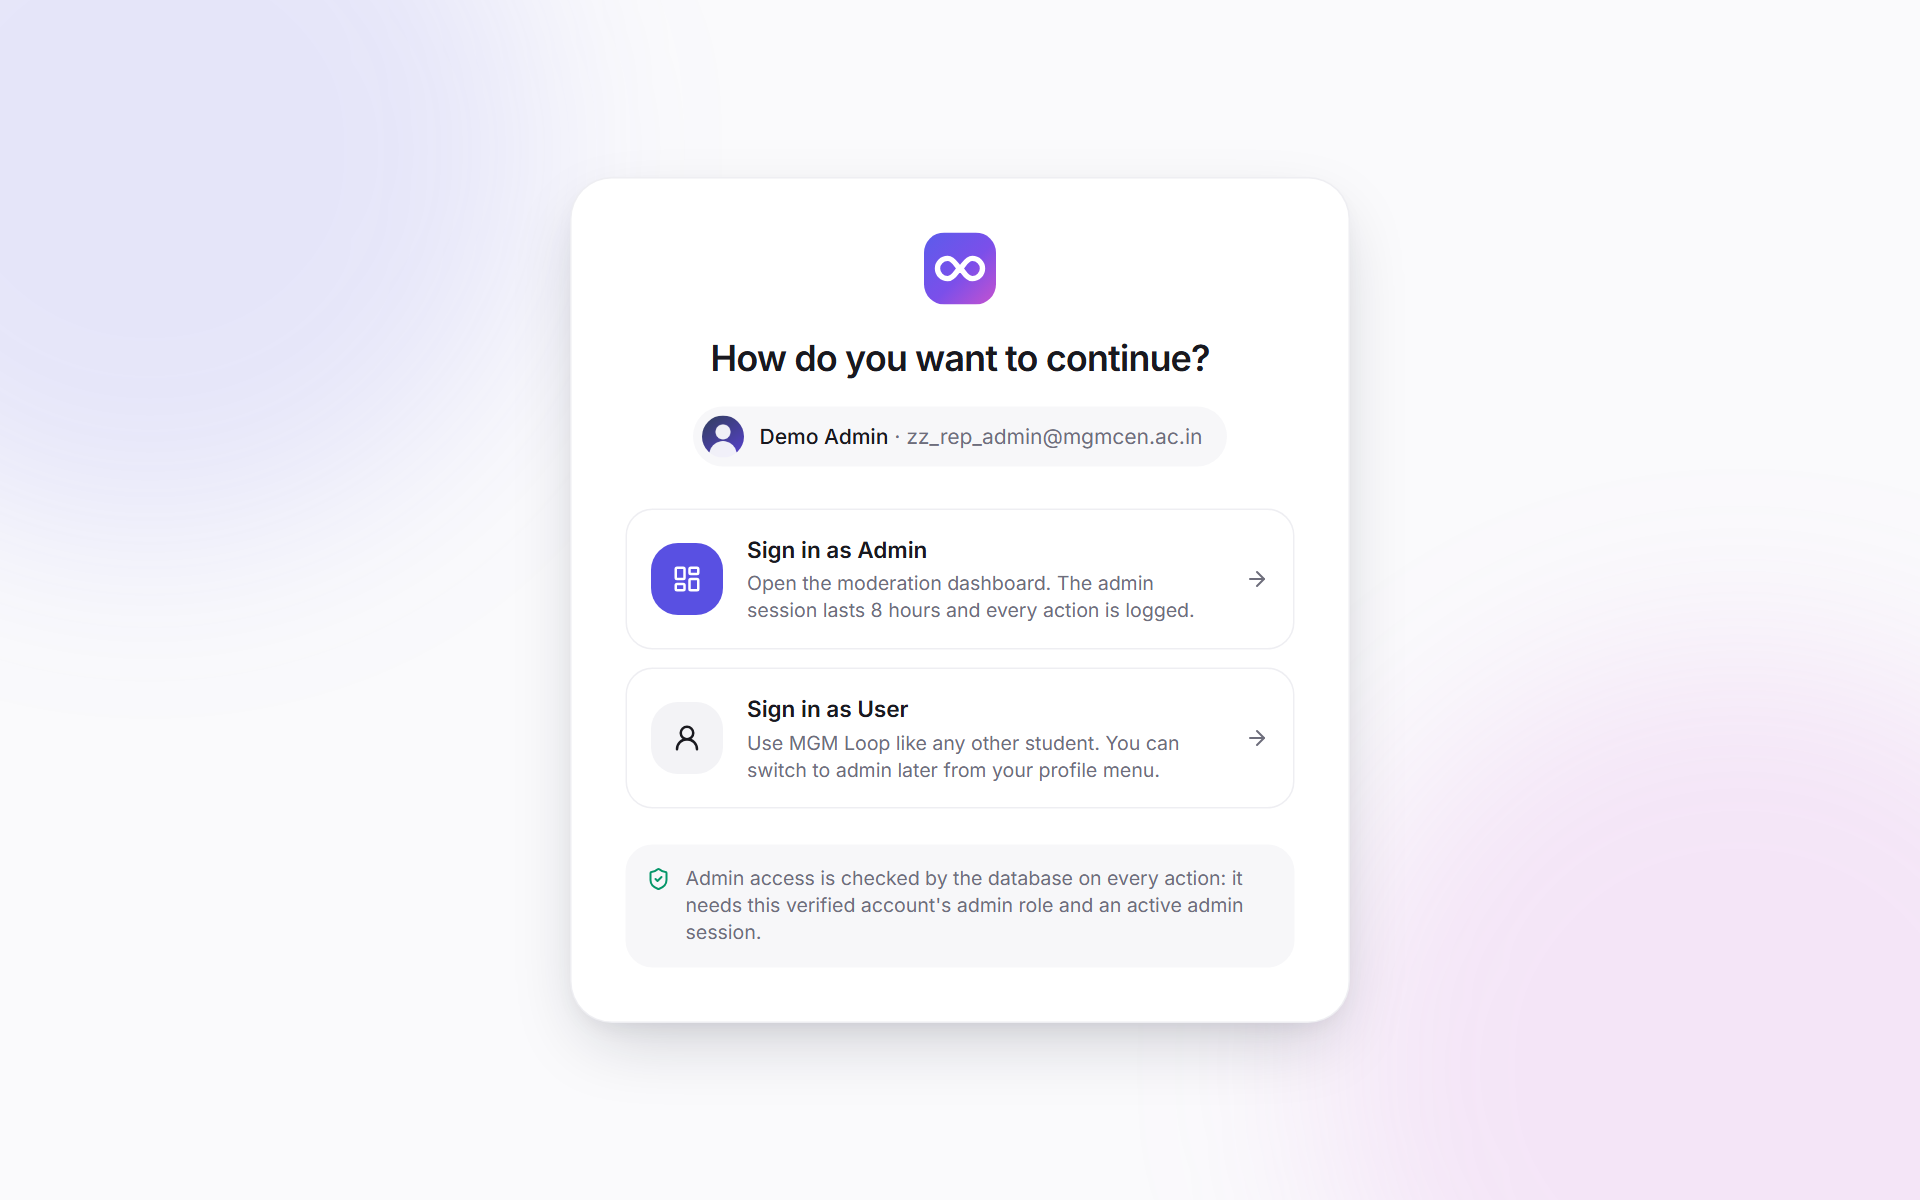 How do you want to continue?
Demo Admin · zz_rep_admin@mgmcen.ac.in
Sign in as Admin
Open the moderation dashboard. The admin
session lasts 8 hours and every action is logged.
Sign in as User
Use MGM Loop like any other student. You can
switch to admin later from your profile menu.
Admin access is checked by the database on every action: it
needs this verified account's admin role and an active admin
session.